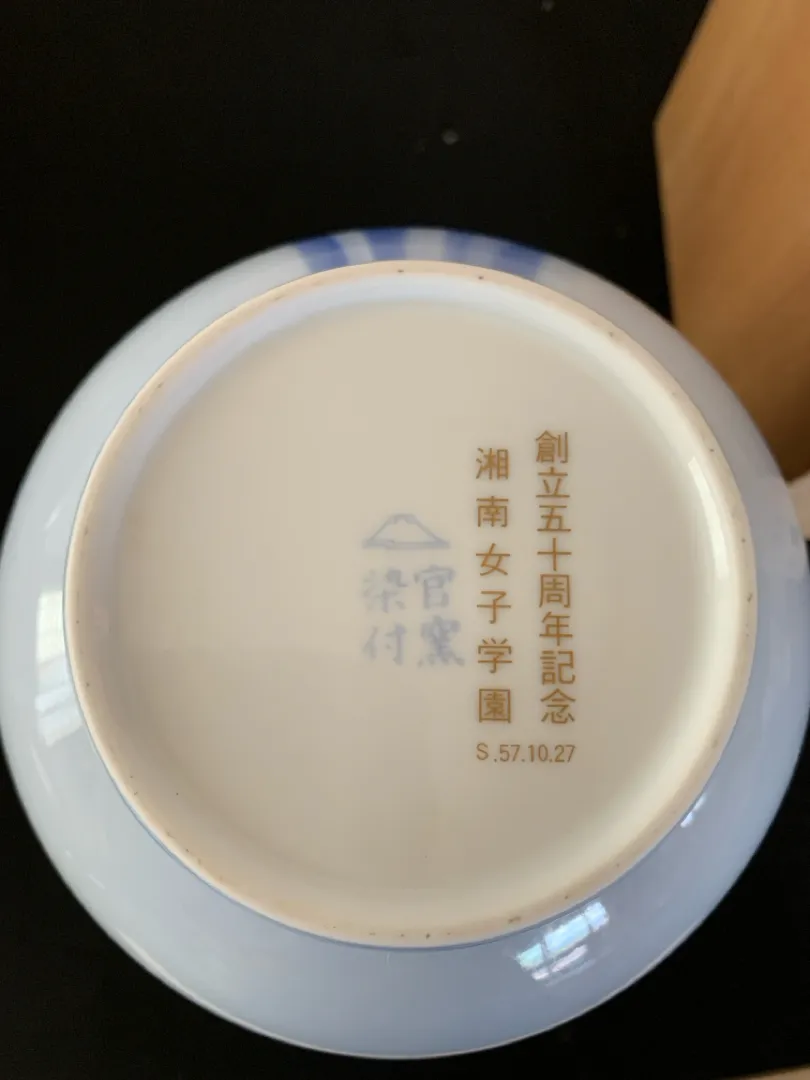 創立五十周年記念
湘南女子学園
S.57.10.27
官窯
染付